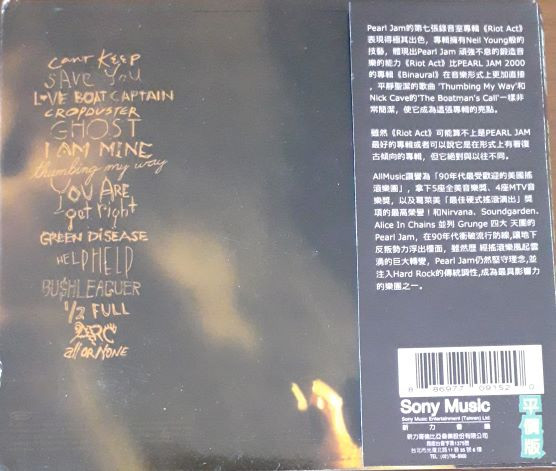 can't KEEP
SAVE YOU
LOVE BOAT CAPTAIN
CROPDUSTER
GHOST
I AM MINE
thumbing my way
YOU ARE
get right
GREEN DISEASE
HELP HELP
BU$HLEAGUER
1/2 FULL
ARC
all OR NONE
Pearl Jam的第七張錄音室專輯《Riot Act》
表現得極其出色，專輯擁有Neil Young般的
技藝，體現出Pearl Jam 頑強不息的鍛造音
樂的能力《Riot Act》比PEARL JAM 2000
的專輯《Binaural》在音樂形式上更加直接
，平靜聖潔的歌曲 'Thumbing My Way'和
Nick Cave的'The Boatman's Call'一樣非
常簡潔，使它成為這張專輯的亮點。
雖然《Riot Act》可能算不上是PEARL JAM
最好的專輯或者可以說它是在形式上有著復
古傾向的專輯，但它絕對與以往不同。
AllMusic讚譽為「90年代最受歡迎的美國搖
滾樂團」，拿下5座全美音樂獎、4座MTV音
樂獎，以及葛萊美「最佳硬式搖滾演出」獎
項的最高榮譽！和Nirvana、Soundgarden、
Alice In Chains 並列 Grunge 四大 天團的
Pearl Jam，在90年代衝破流行防線,讓地下
反叛勢力浮出檯面，雖然歷 經搖滾樂風起雲
湧的巨大轉變，Pearl Jam仍然堅守理念,並
注入Hard Rock的傳統調性,成為最具影響力
的樂團之一。
8 86977 09152 0
Sony Music
Sony Music Entertainment (Taiwan) Ltd.
新力音樂
平價版